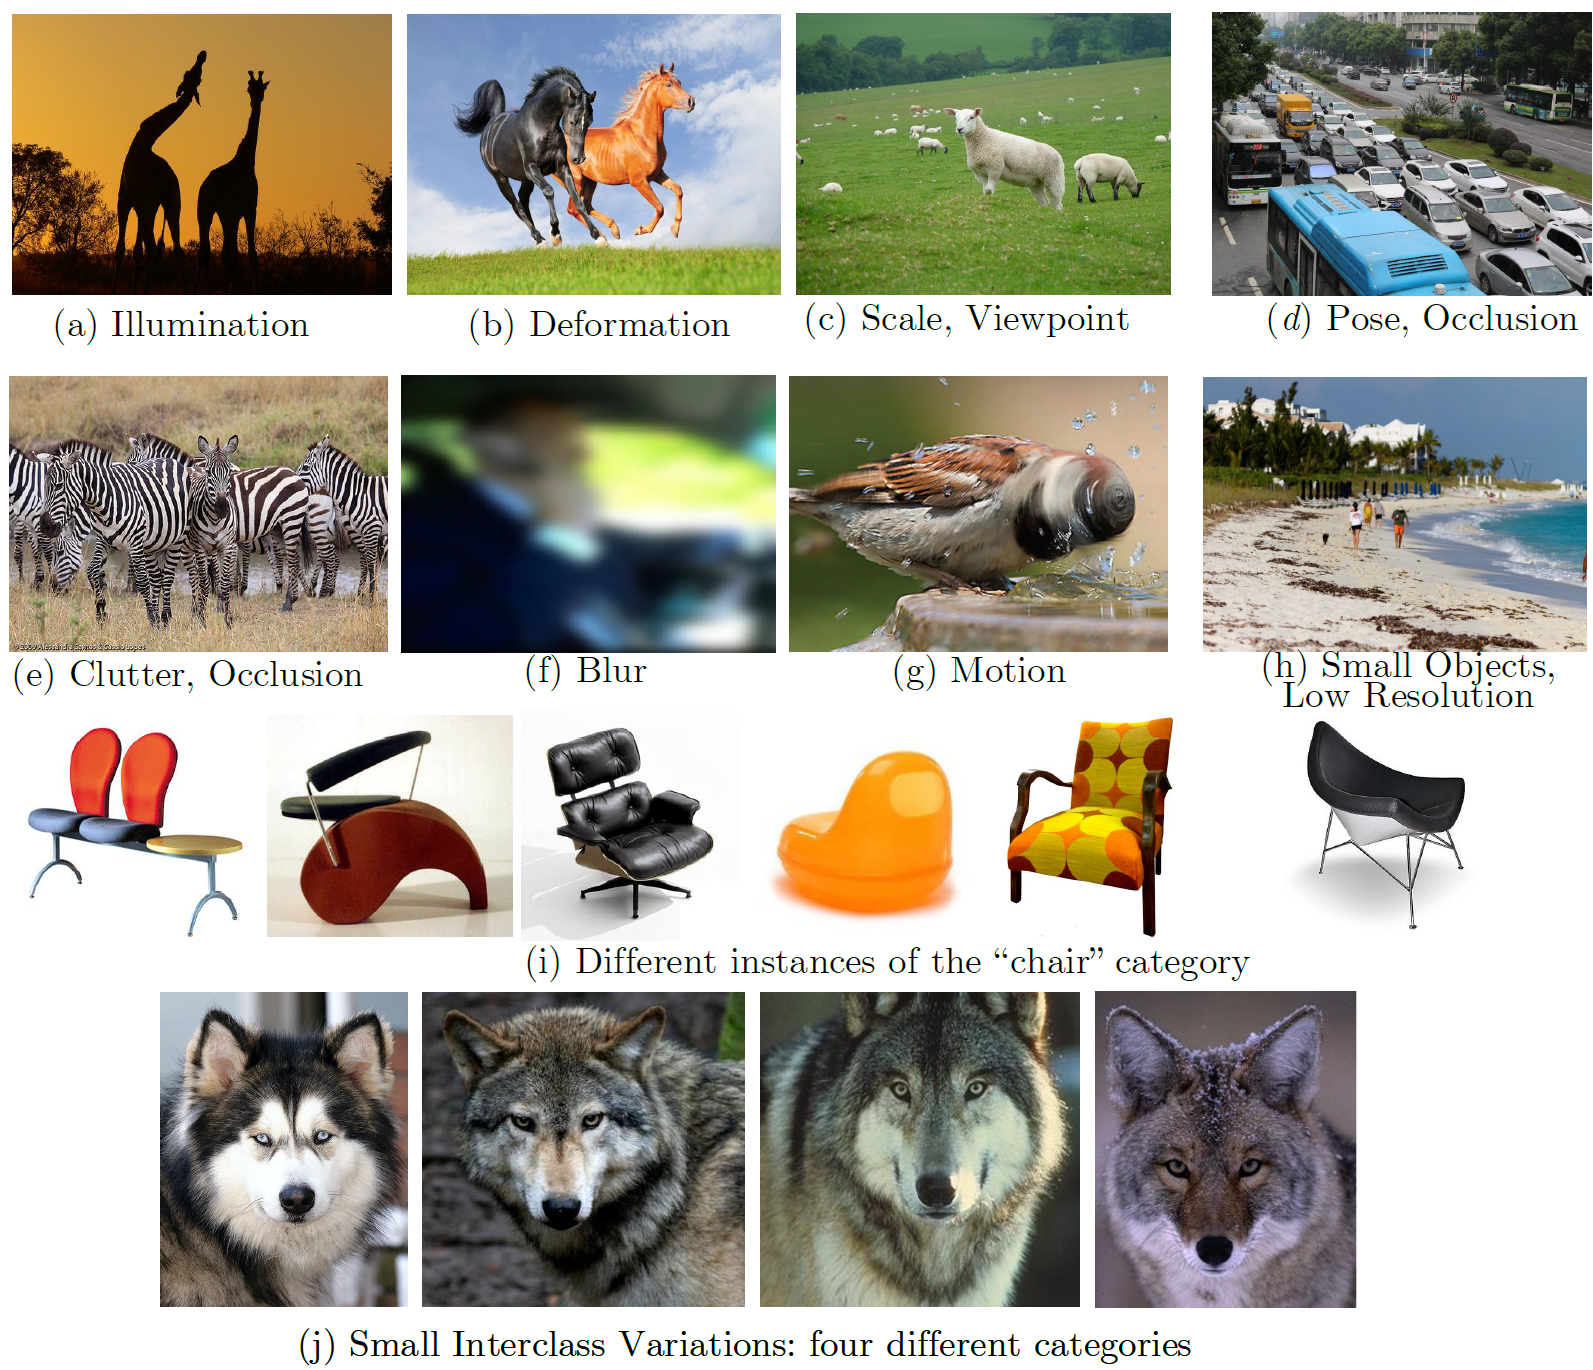 (a) Illumination
(b) Deformation
(c) Scale, Viewpoint
(d) Pose, Occlusion
(e) Clutter, Occlusion
(f) Blur
(g) Motion
(h) Small Objects,
Low Resolution
(i) Different instances of the “chair” category
(j) Small Interclass Variations: four different categories